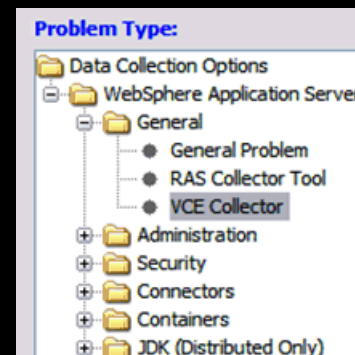 Problem Type:
Data Collection Options
WebSphere Application Server
General
General Problem
RAS Collector Tool
VCE Collector
Administration
Security
Connectors
Containers
JDK (Distributed Only)